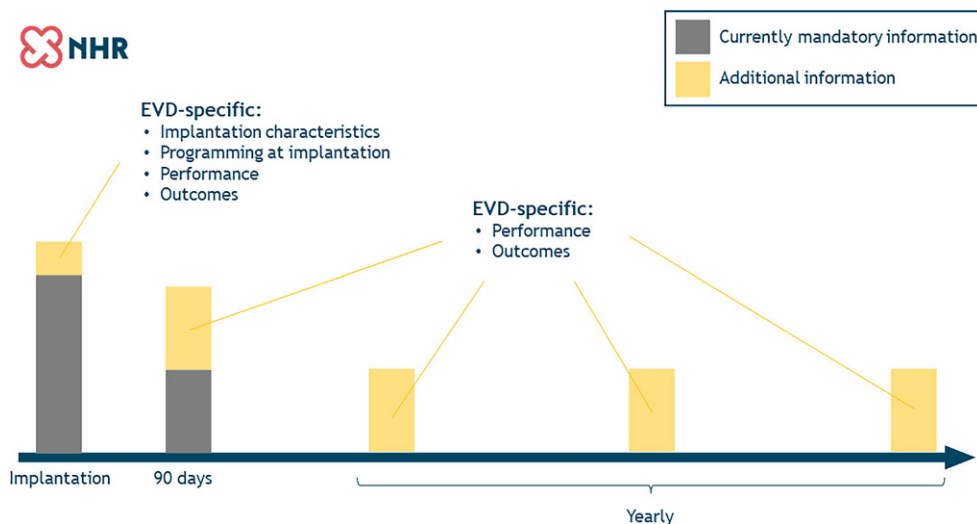 NHR
Currently mandatory information
Additional information
EVD-specific:
• Implantation characteristics
• Programming at implantation
• Performance
• Outcomes
EVD-specific:
• Performance
• Outcomes
Implantation
90 days
Yearly